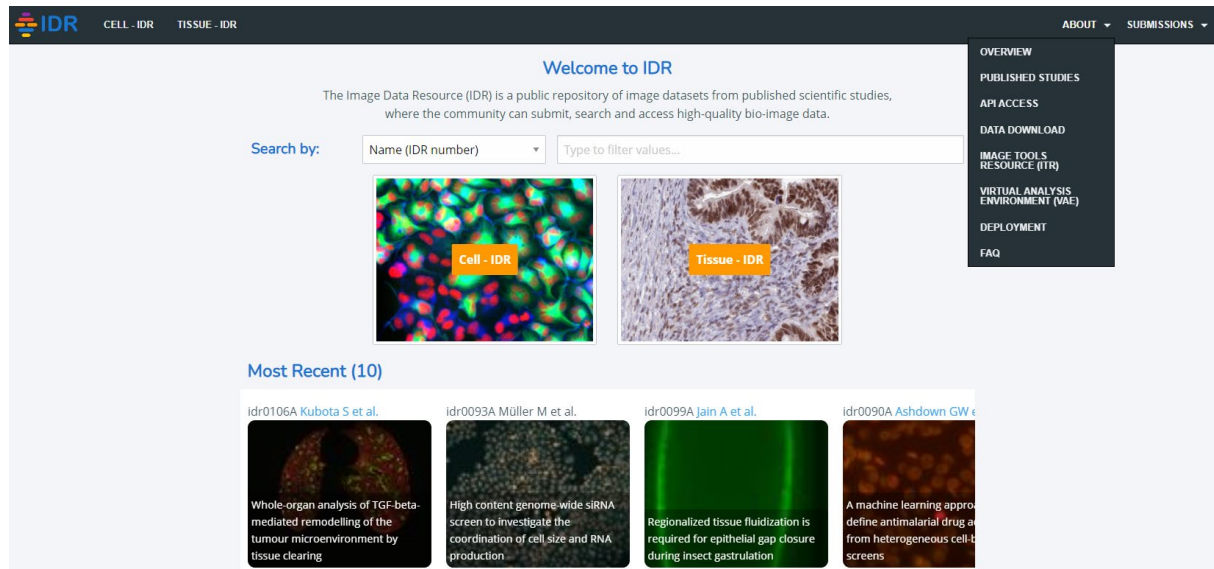 IDR
CELL - IDR
TISSUE - IDR
ABOUT
SUBMISSIONS
OVERVIEW
PUBLISHED STUDIES
API ACCESS
DATA DOWNLOAD
IMAGE TOOLS
RESOURCE (ITR)
VIRTUAL ANALYSIS
ENVIRONMENT (VAE)
DEPLOYMENT
FAQ
Welcome to IDR
The Image Data Resource (IDR) is a public repository of image datasets from published scientific studies,
where the community can submit, search and access high-quality bio-image data.
Search by:
Name (IDR number)
Type to filter values...
Cell - IDR
Tissue - IDR
Most Recent (10)
idr0106A Kubota S et al.
Whole-organ analysis of TGF-beta-
mediated remodelling of the
tumour microenvironment by
tissue clearing
idr0093A Müller M et al.
High content genome-wide siRNA
screen to investigate the
coordination of cell size and RNA
production
idr0099A Jain A et al.
Regionalized tissue fluidization is
required for epithelial gap closure
during insect gastrulation
idr0090A Ashdown GW
A machine learning
define antimalarial drug
from heterogeneous
screens